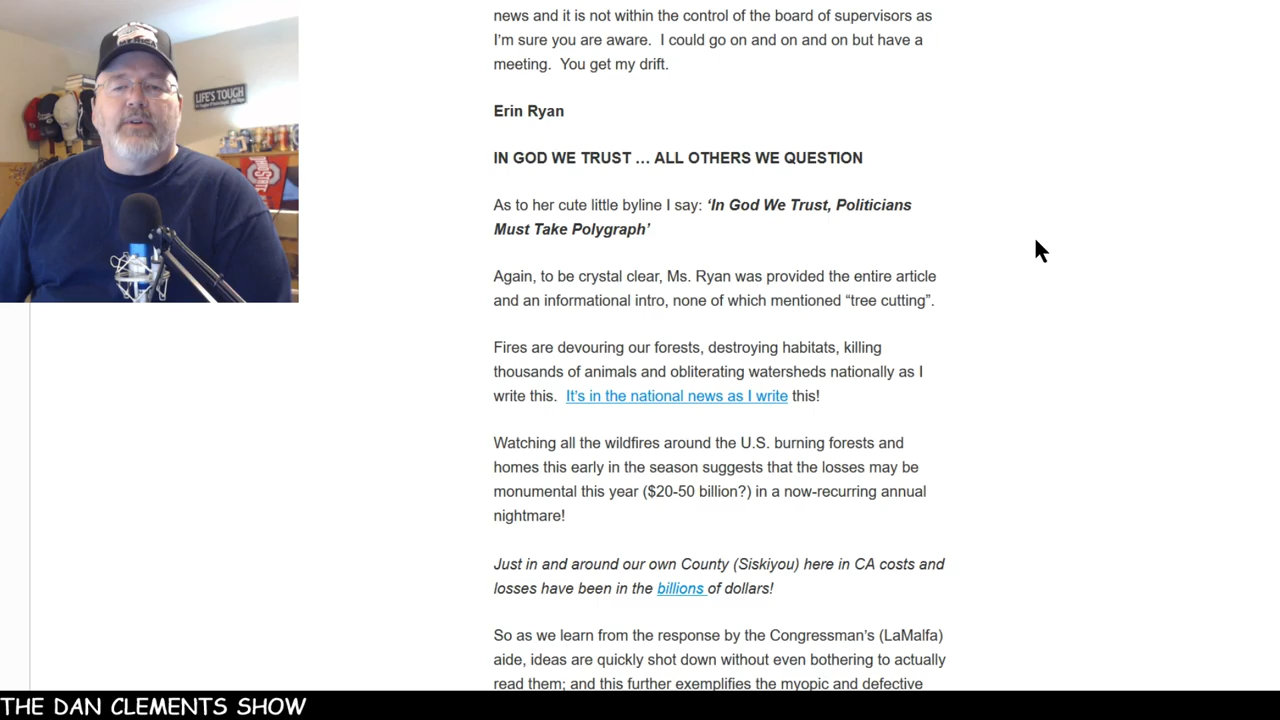 news and it is not within the control of the board of supervisors as
I'm sure you are aware.  I could go on and on and on but have a
meeting.  You get my drift.
Erin Ryan
IN GOD WE TRUST … ALL OTHERS WE QUESTION
As to her cute little byline I say: ‘In God We Trust, Politicians
Must Take Polygraph’
Again, to be crystal clear, Ms. Ryan was provided the entire article
and an informational intro, none of which mentioned “tree cutting”.
Fires are devouring our forests, destroying habitats, killing
thousands of animals and obliterating watersheds nationally as I
write this.  It’s in the national news as I write this!
Watching all the wildfires around the U.S. burning forests and
homes this early in the season suggests that the losses may be
monumental this year ($20-50 billion?) in a now-recurring annual
nightmare!
Just in and around our own County (Siskiyou) here in CA costs and
losses have been in the billions of dollars!
So as we learn from the response by the Congressman’s (LaMalfa)
aide, ideas are quickly shot down without even bothering to actually
read them; and this further exemplifies the myopic and defective
LIFE'S TOUGH
THE DAN CLEMENTS SHOW